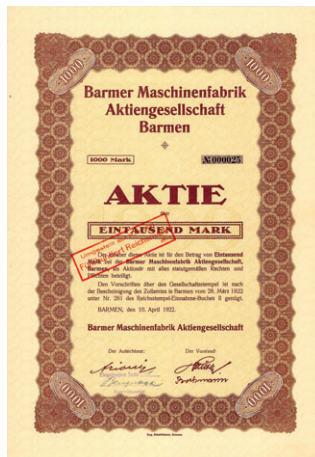 1000 1000
Barmer Maschinenfabrik
Aktiengesellschaft
Barmen
1000 Mark № 000025
AKTIE
EINTAUSEND MARK
Der Inhaber dieser Aktie ist für den Betrag von Eintausend
Mark bei der Barmer Maschinenfabrik Aktiengesellschaft,
Barmen, als Aktionär mit allen statutgemäßen Rechten und
Pflichten beteiligt.
Den Vorschriften über den Gesellschaftsstempel ist nach
der Bescheinigung des Zollamtes in Barmen vom 28. März 1922
unter Nr. 261 des Reichsstempel-Einnahme-Buches II genügt.
BARMEN, den 10. April 1922.
Barmer Maschinenfabrik Aktiengesellschaft
Der Aufsichtsrat: Der Vorstand:
1000 1000